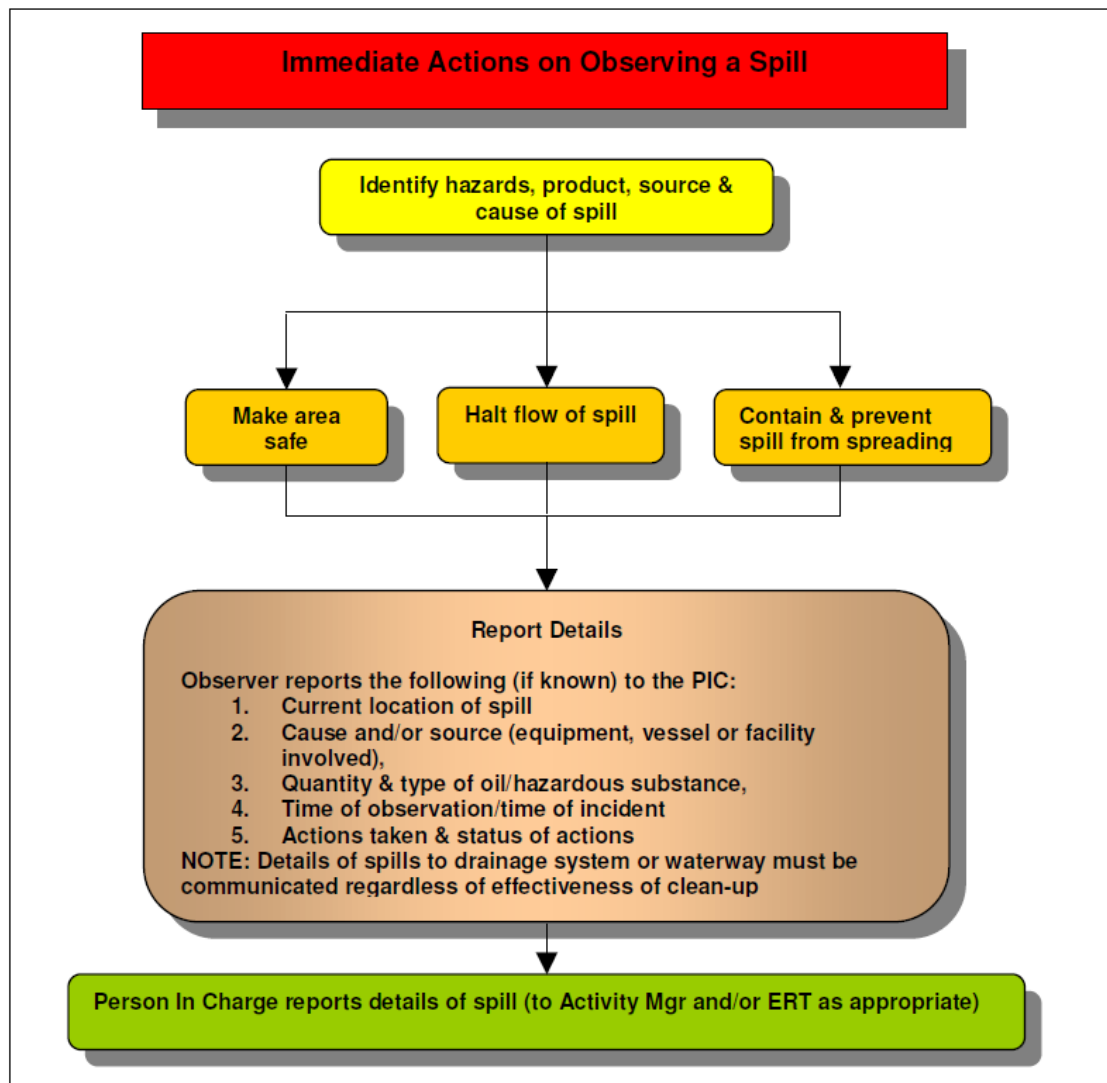 Immediate Actions on Observing a Spill
Identify hazards, product, source &
cause of spill
Make area
safe
Halt flow of spill
Contain & prevent
spill from spreading
Report Details
Observer reports the following (if known) to the PIC:
1. Current location of spill
2. Cause and/or source (equipment, vessel or facility
involved),
3. Quantity & type of oil/hazardous substance,
4. Time of observation/time of incident
5. Actions taken & status of actions
NOTE: Details of spills to drainage system or waterway must be
communicated regardless of effectiveness of clean-up
Person In Charge reports details of spill (to Activity Mgr and/or ERT as appropriate)